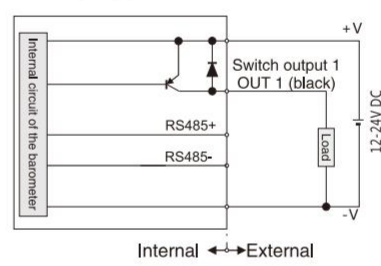 Internal circuit of the barometer
+V
Switch output 1
OUT 1 (black)
RS485+
RS485-
Load
12-24V DC
-V
Internal
External